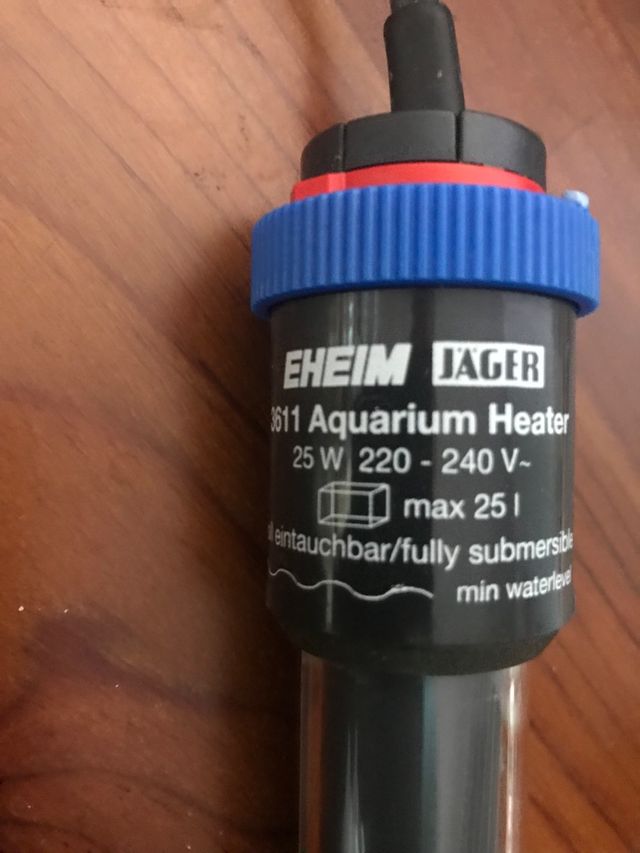 EHEIM JÄGER
3611 Aquarium Heater
25 W 220 - 240 V~
max 25 l
eintauchbar/fully submersible
min waterlevel